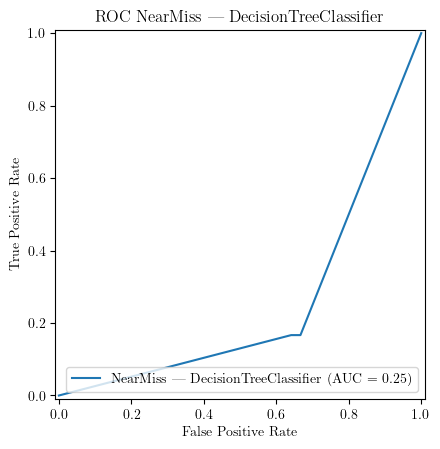 ROC NearMiss — DecisionTreeClassifier
1.0
0.8
0.6
0.4
0.2
0.0
True Positive Rate
NearMiss — DecisionTreeClassifier (AUC = 0.25)
0.0 0.2 0.4 0.6 0.8 1.0
False Positive Rate